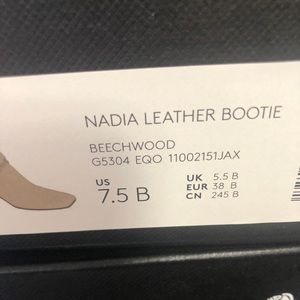 NADIA LEATHER BOOTIE
BEECHWOOD
G5304 EQO 11002151JAX
US
7.5 B
UK 5.5 B
EUR 38 B
CN 245 B